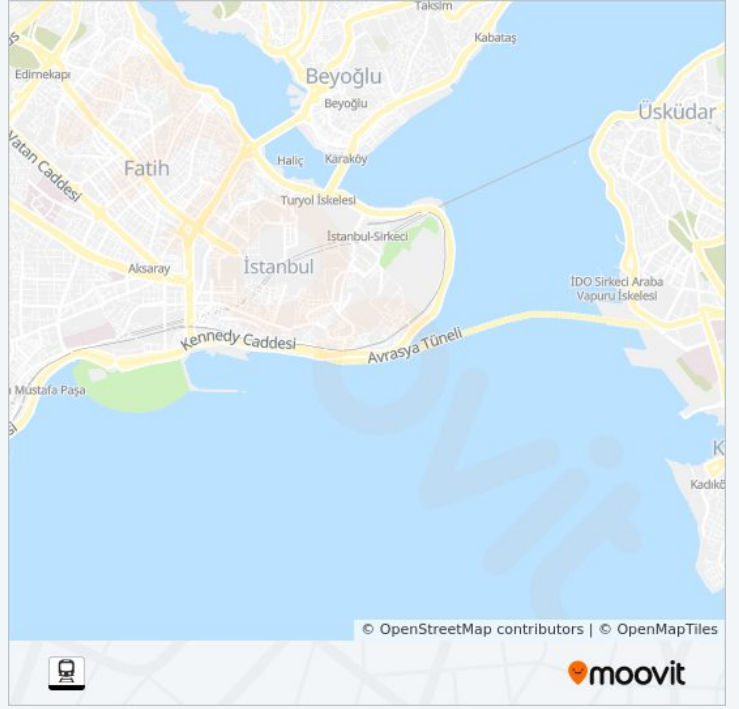 Taksim
Kabataş
Edirnekapı
Beyoğlu
Beyoğlu
Üsküdar
Vatan Caddesi
Fatih
Haliç
Karaköy
Turyol İskelesi
İstanbul-Sirkeci
Aksaray
İstanbul
İDO Sirkeci Araba
Vapuru İskelesi
Kennedy Caddesi
Avrasya Tüneli
Mustafa Paşa
Kadıkö
ovit
© OpenStreetMap contributors | © OpenMapTiles
moovit